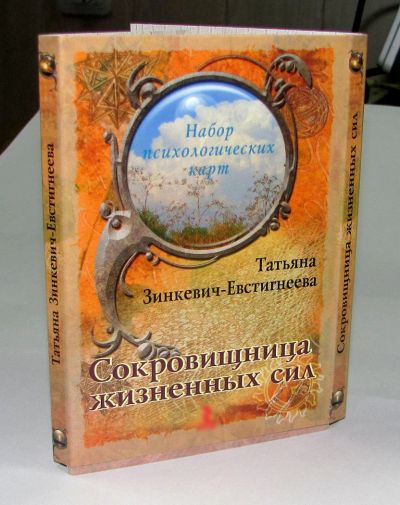 Набор
психологических
карт
Татьяна
Зинкевич-Евстигнеева
Сокровищница
жизненных сил
Татьяна Зинкевич-Евстигнеева
Сокровищница жизненных сил